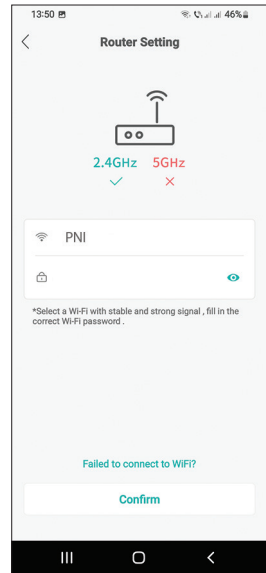 13:50 46%
Router Setting
2.4GHz 5GHz
PNI
*Select a Wi-Fi with stable and strong signal , fill in the
correct Wi-Fi password .
Failed to connect to WiFi?
Confirm